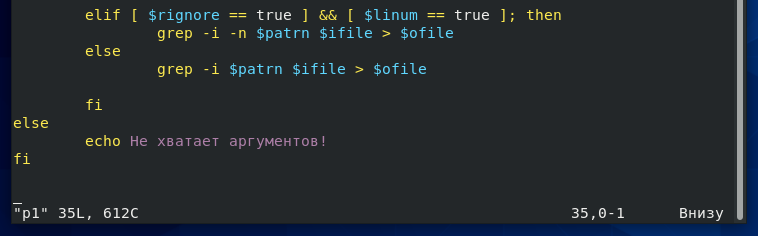 elif [ $rignore == true ] && [ $linum == true ]; then
grep -i -n $patrn $ifile > $ofile
else
grep -i $patrn $ifile > $ofile
fi
else
echo Не хватает аргументов!
fi
"p1" 35L, 612C 35,0-1 Внизу